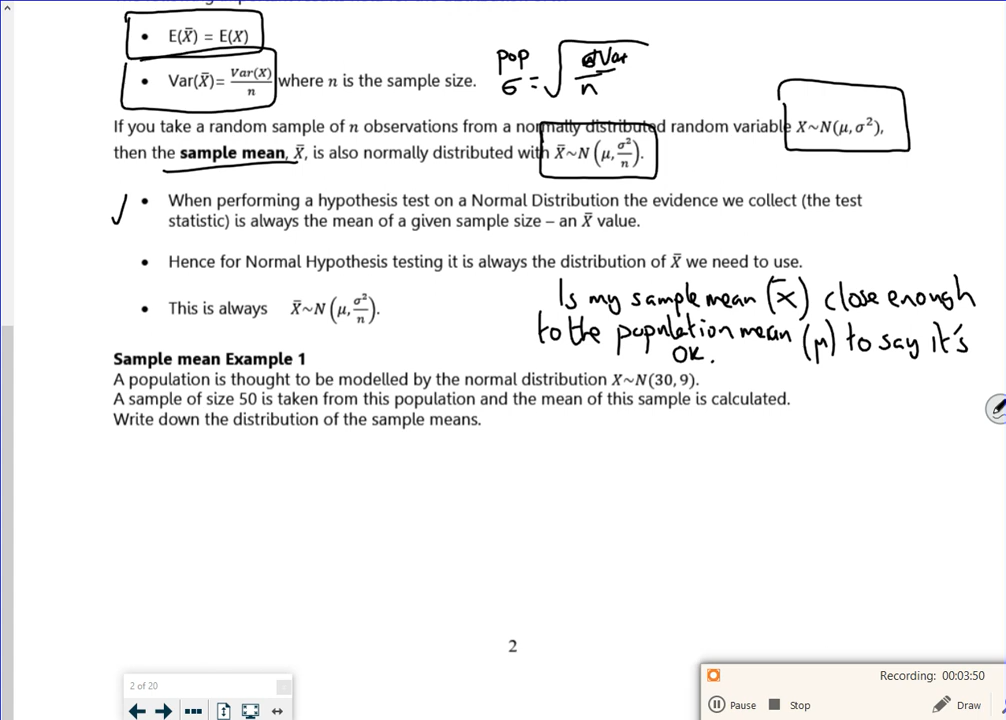 • E(X̄) = E(X)
• Var(X̄)= Var(X)/n where n is the sample size.
pop σ = √(Var/n)
If you take a random sample of n observations from a normally distributed random variable X~N(μ, σ²),
then the sample mean, X̄, is also normally distributed with X̄~N(μ, σ²/n).
• When performing a hypothesis test on a Normal Distribution the evidence we collect (the test
statistic) is always the mean of a given sample size – an X̄ value.
• Hence for Normal Hypothesis testing it is always the distribution of X̄ we need to use.
• This is always X̄~N(μ, σ²/n).
Is my sample mean (x̄) close enough
to the population mean (μ) to say it's
OK.
Sample mean Example 1
A population is thought to be modelled by the normal distribution X~N(30, 9).
A sample of size 50 is taken from this population and the mean of this sample is calculated.
Write down the distribution of the sample means.
2
2 of 20
Recording: 00:03:50
Pause Stop Draw